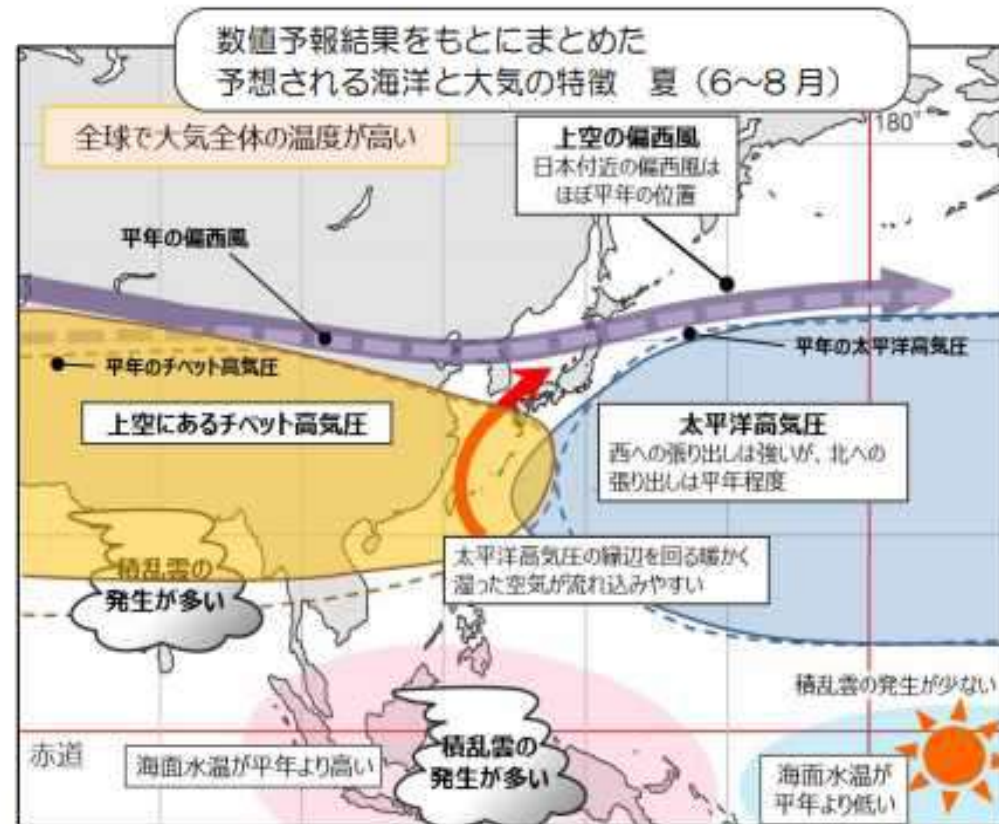 数値予報結果をもとにまとめた
予想される海洋と大気の特徴　夏（6～8月）
全球で大気全体の温度が高い
上空の偏西風
日本付近の偏西風は
ほぼ平年の位置
180°
平年の偏西風
平年のチベット高気圧
平年の太平洋高気圧
上空にあるチベット高気圧
太平洋高気圧
西への張り出しは強いが、北への
張り出しは平年程度
太平洋高気圧の縁辺を回る暖かく
湿った空気が流れ込みやすい
積乱雲の
発生が多い
積乱雲の発生が少ない
赤道
海面水温が平年より高い
積乱雲の
発生が多い
海面水温が
平年より低い